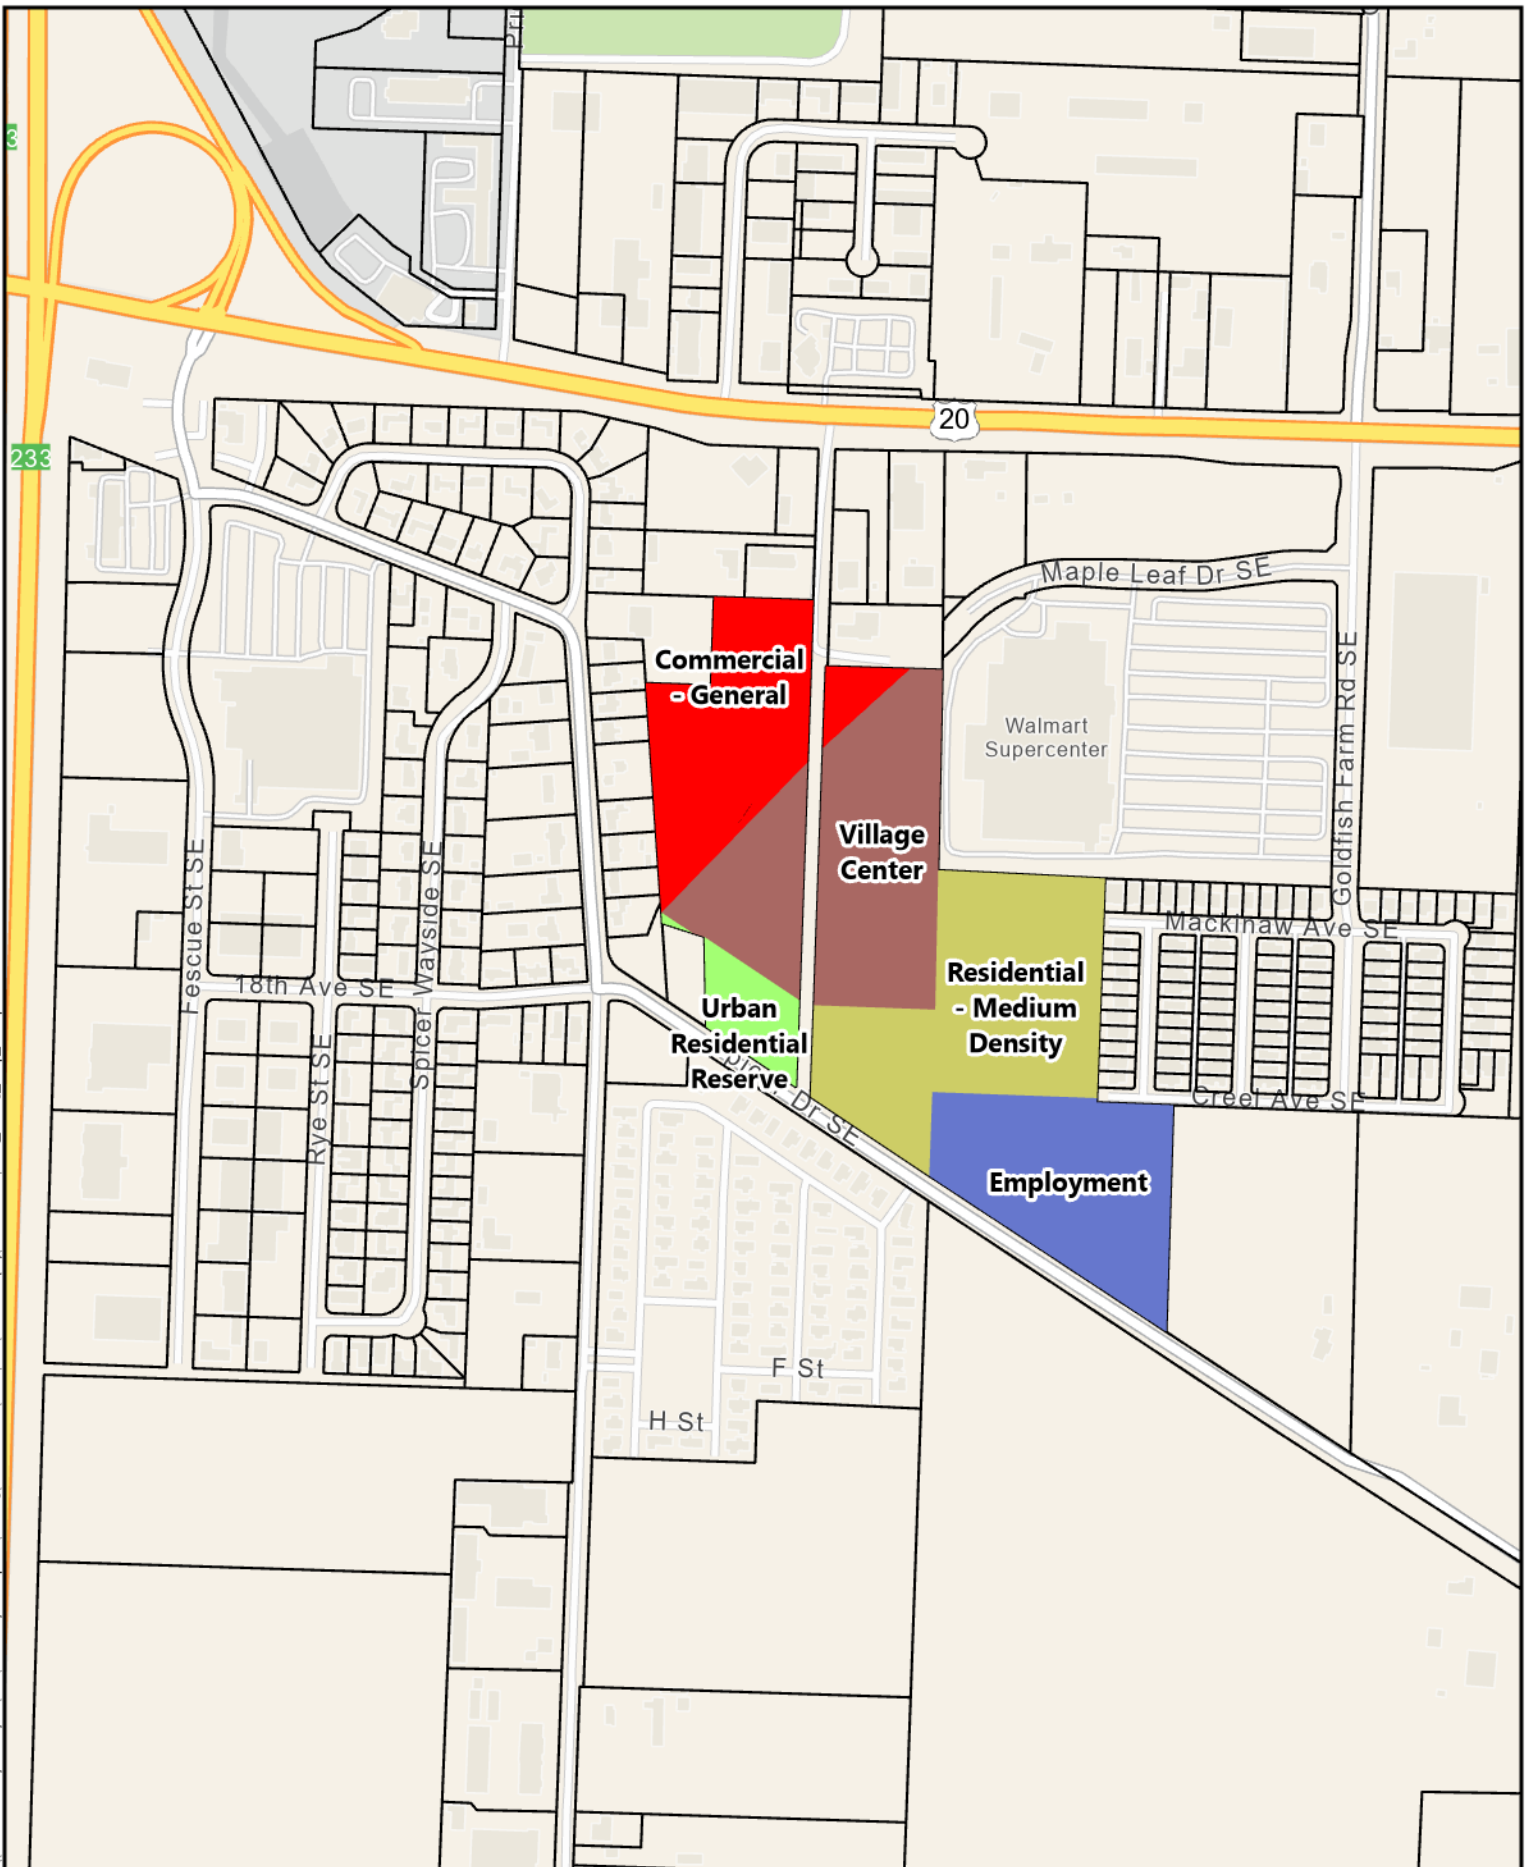 20
233
Maple Leaf Dr SE
Commercial
- General
Walmart
Supercenter
Goldfish Farm Rd SE
Village
Center
Fescue St SE
Spicer Wayside SE
Mackinaw Ave SE
18th Ave SE
Residential
- Medium
Density
Urban
Residential
Reserve
Rye St SE
Dr SE
Creel Ave SE
Employment
F St
H St